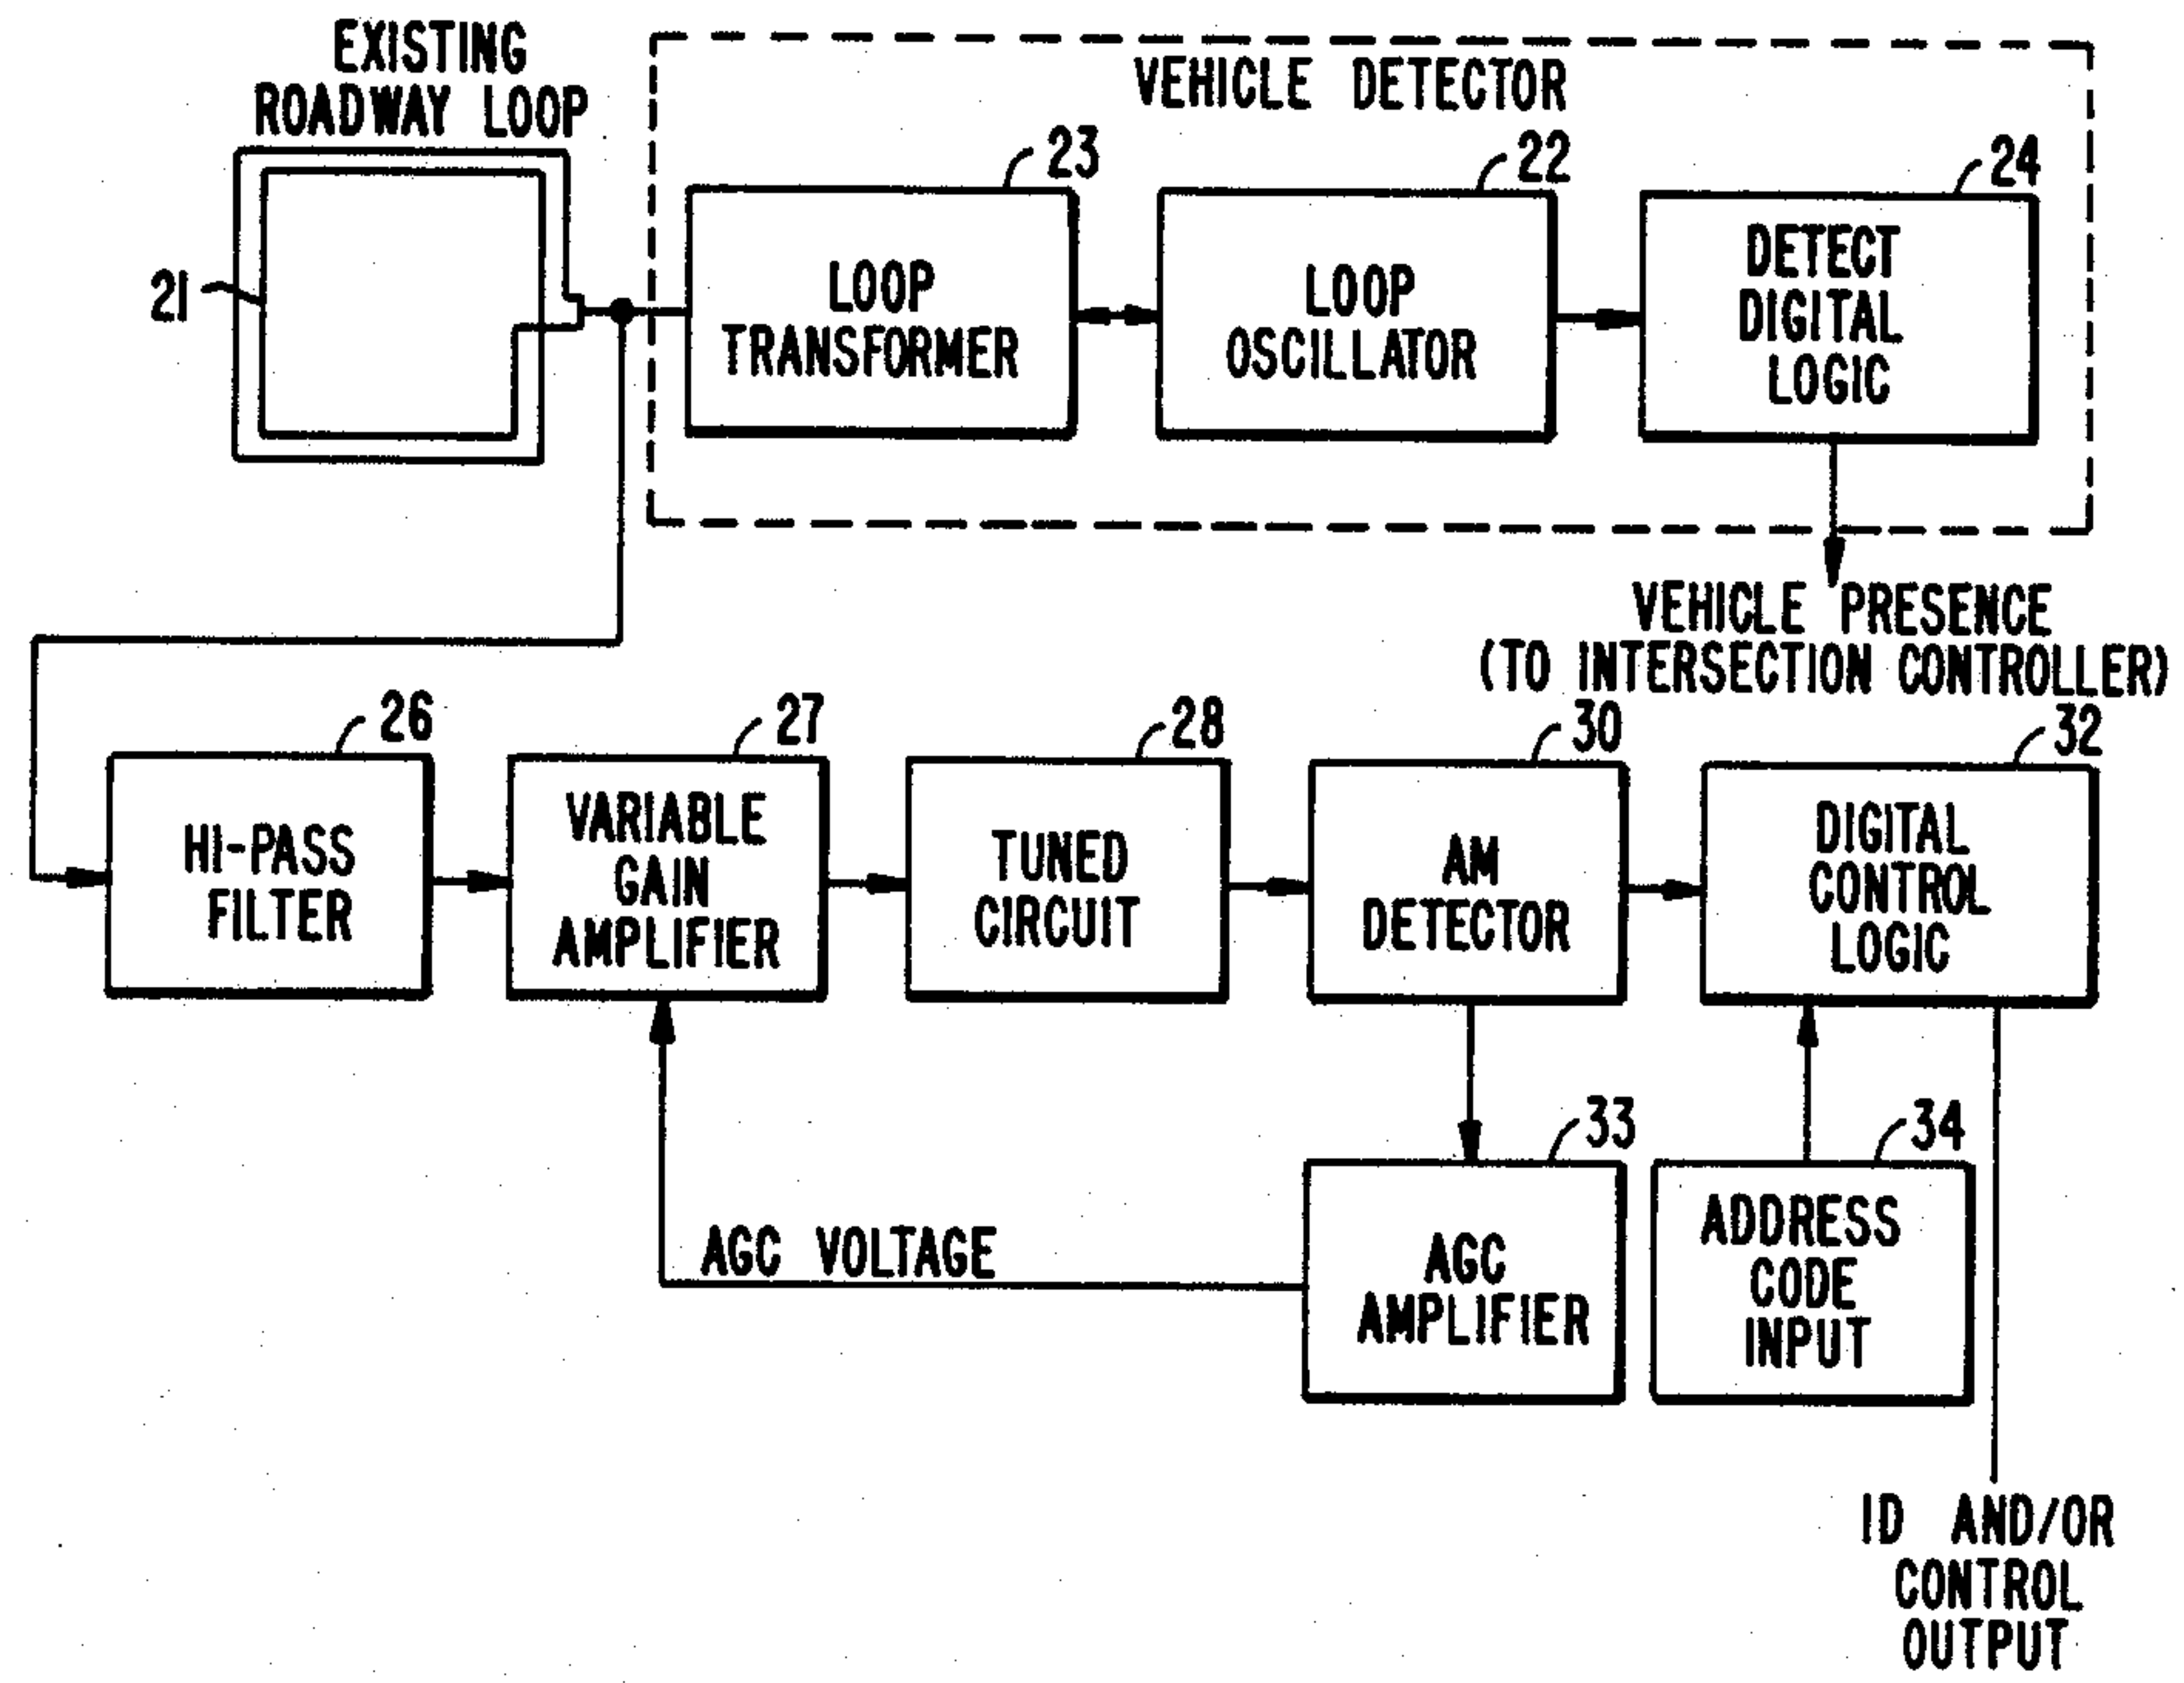 EXISTING
ROADWAY LOOP
VEHICLE DETECTOR
23
22
24
21
LOOP
TRANSFORMER
LOOP
OSCILLATOR
DETECT
DIGITAL
LOGIC
VEHICLE PRESENCE
(TO INTERSECTION CONTROLLER)
26
27
28
30
32
HI-PASS
FILTER
VARIABLE
GAIN
AMPLIFIER
TUNED
CIRCUIT
AM
DETECTOR
DIGITAL
CONTROL
LOGIC
33
34
AGC VOLTAGE
AGC
AMPLIFIER
ADDRESS
CODE
INPUT
ID AND/OR
CONTROL
OUTPUT